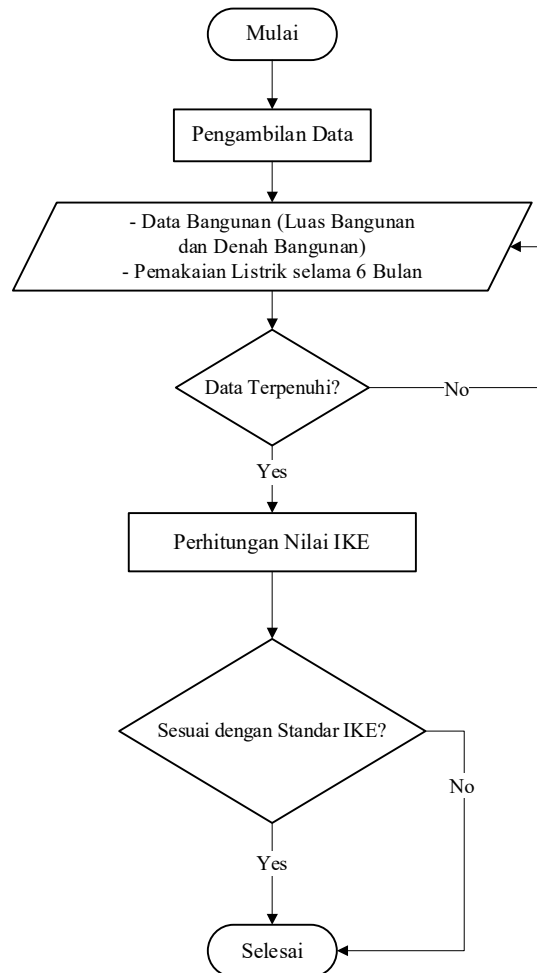 Mulai
Pengambilan Data
- Data Bangunan (Luas Bangunan
dan Denah Bangunan)
- Pemakaian Listrik selama 6 Bulan
Data Terpenuhi?
No
Yes
Perhitungan Nilai IKE
Sesuai dengan Standar IKE?
No
Yes
Selesai